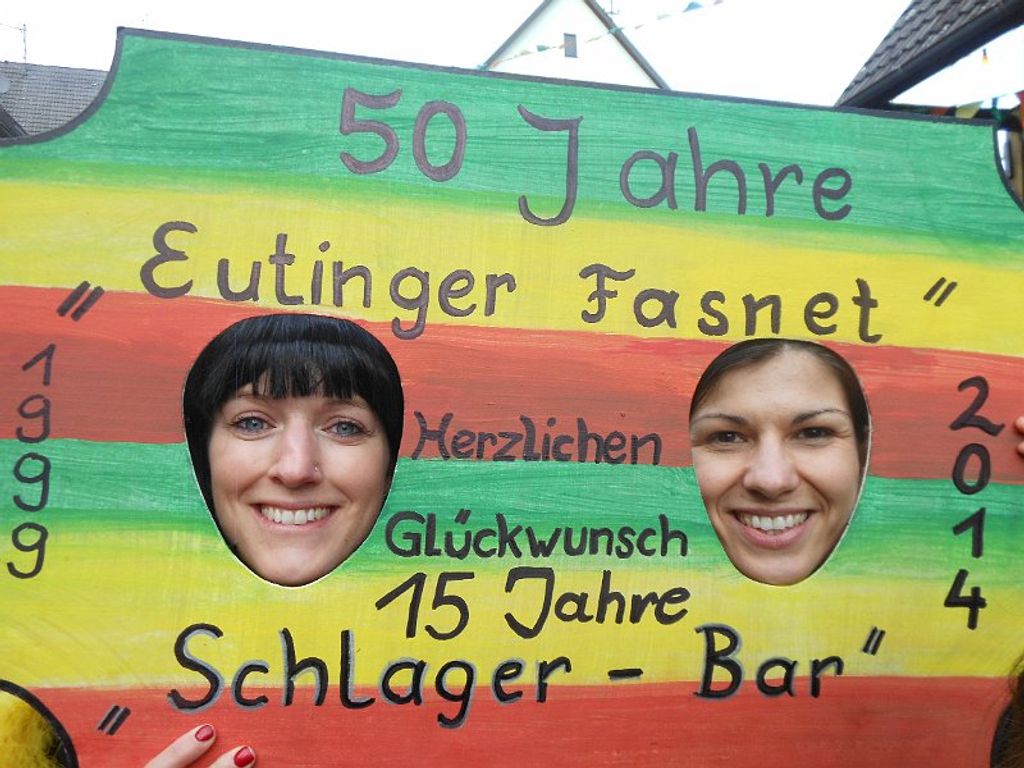 50 Jahre
„Eutinger Fasnet"
1999
Herzlichen
2014
Glückwunsch
15 Jahre
„Schlager - Bar"